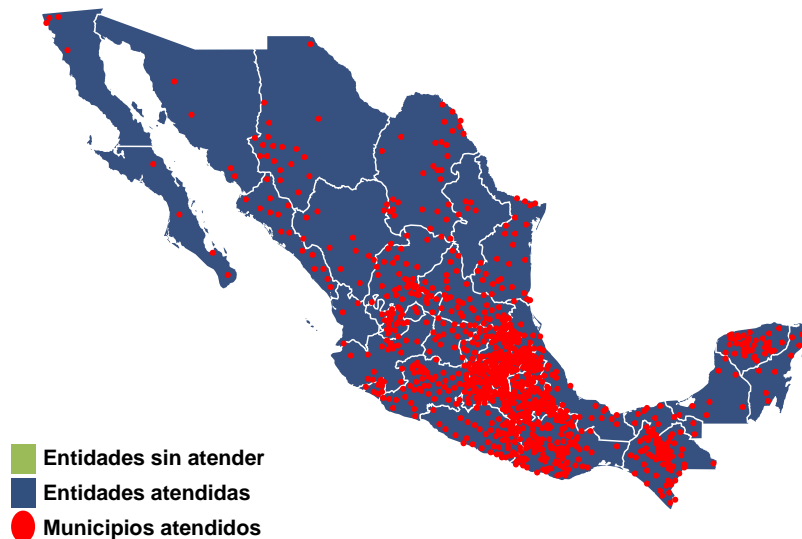 Entidades sin atender
Entidades atendidas
Municipios atendidos